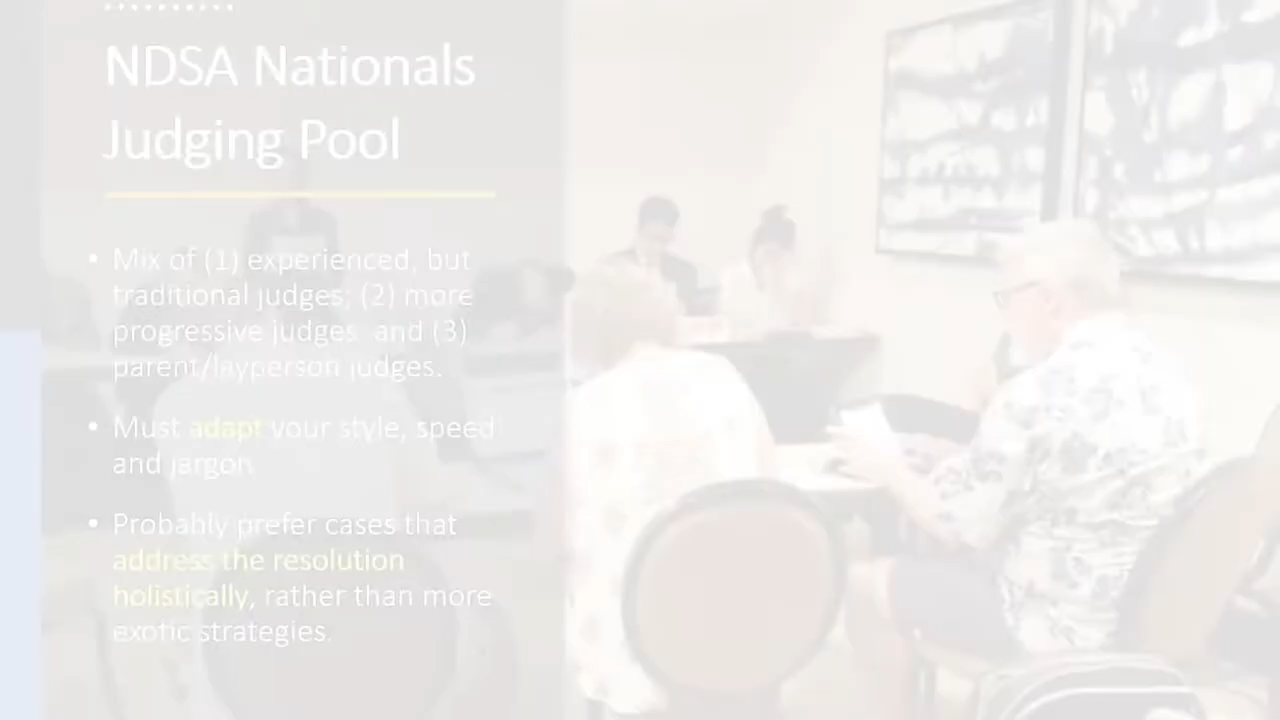 NDSA Nationals
Judging Pool
• Mix of (1) experienced, but
traditional judges; (2) more
progressive judges and (3)
parent/layperson judges.
• Must adapt your style, speed
and jargon
• Probably prefer cases that
address the resolution
holistically, rather than more
exotic strategies.